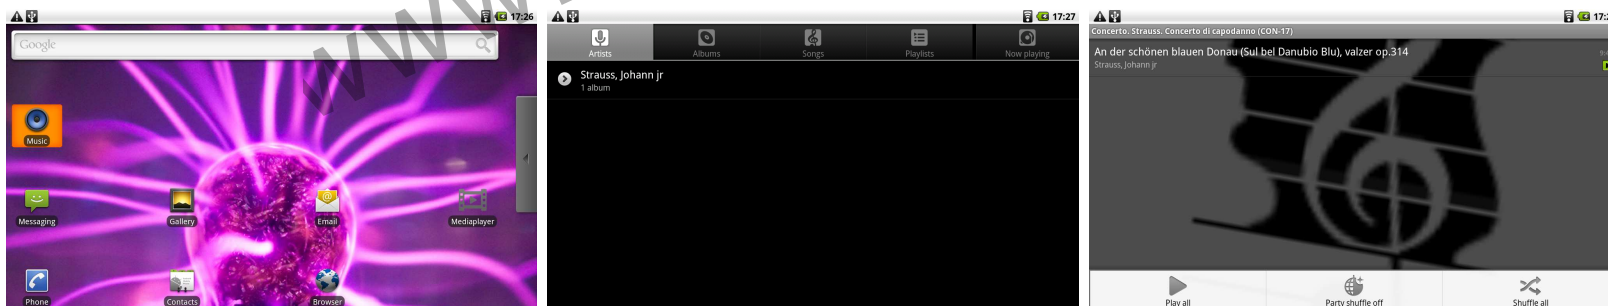 17:26
Google
Music
Messaging
Gallery
Email
Mediaplayer
Phone
Contacts
Browser
17:27
Artists
Albums
Songs
Playlists
Now playing
Strauss, Johann jr
1 album
Concerto. Strauss. Concerto di capodanno (CON-17)
An der schönen blauen Donau (Sul bel Danubio Blu), valzer op.314
Strauss, Johann jr
Play all
Party shuffle off
Shuffle all